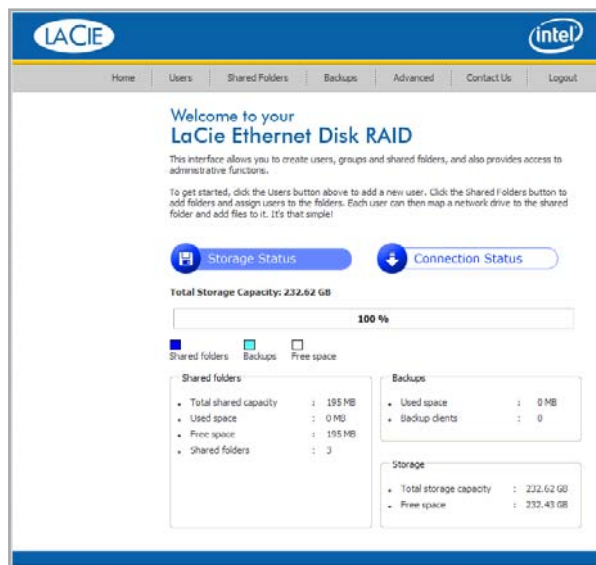 LACIE
intel
Home Users Shared Folders Backups Advanced Contact Us Logout
Welcome to your
LaCie Ethernet Disk RAID
This interface allows you to create users, groups and shared folders, and also provides access to
administrative functions.
To get started, click the Users button above to add a new user. Click the Shared Folders button to
add folders and assign users to the folders. Each user can then map a network drive to the shared
folder and add files to it. It's that simple!
Storage Status
Connection Status
Total Storage Capacity: 232.62 GB
100 %
Shared folders Backups Free space
Shared folders
Total shared capacity : 195 MB
Used space : 0 MB
Free space : 195 MB
Shared folders : 3
Backups
Used space : 0 MB
Backup clients : 0
Storage
Total storage capacity : 232.62 GB
Free space : 232.43 GB